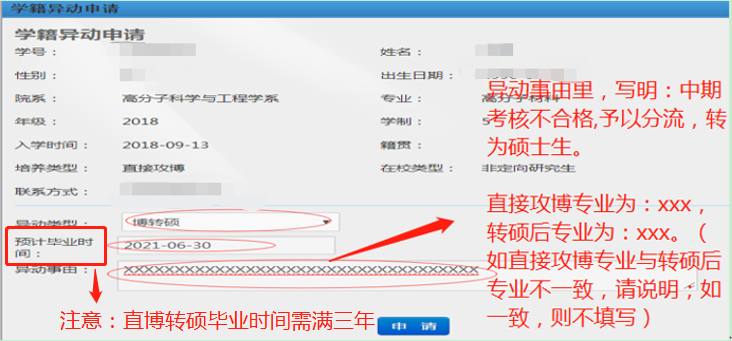 学籍异动申请
学籍异动申请
学号： 姓名：
性别： 出生日期：
院系： 高分子科学与工程学系 专业： 高分子材料
年级： 2018 学制： 5
入学时间： 2018-09-13 籍贯：
培养类型： 直接攻博 在校类型： 非定向研究生
联系方式：
异动类型： 博转硕
预计毕业时间： 2021-06-30
异动事由： XXXXXXXXXXXXXXXXXXXXXXXXXXXXXXXXXXXX
申 请
异动事由里，写明：中期
考核不合格,予以分流，转
为硕士生。
直接攻博专业为：xxx，
转硕后专业为：xxx。（
如直接攻博专业与转硕后
专业不一致，请说明；如
一致，则不填写）
注意：直博转硕毕业时间需满三年